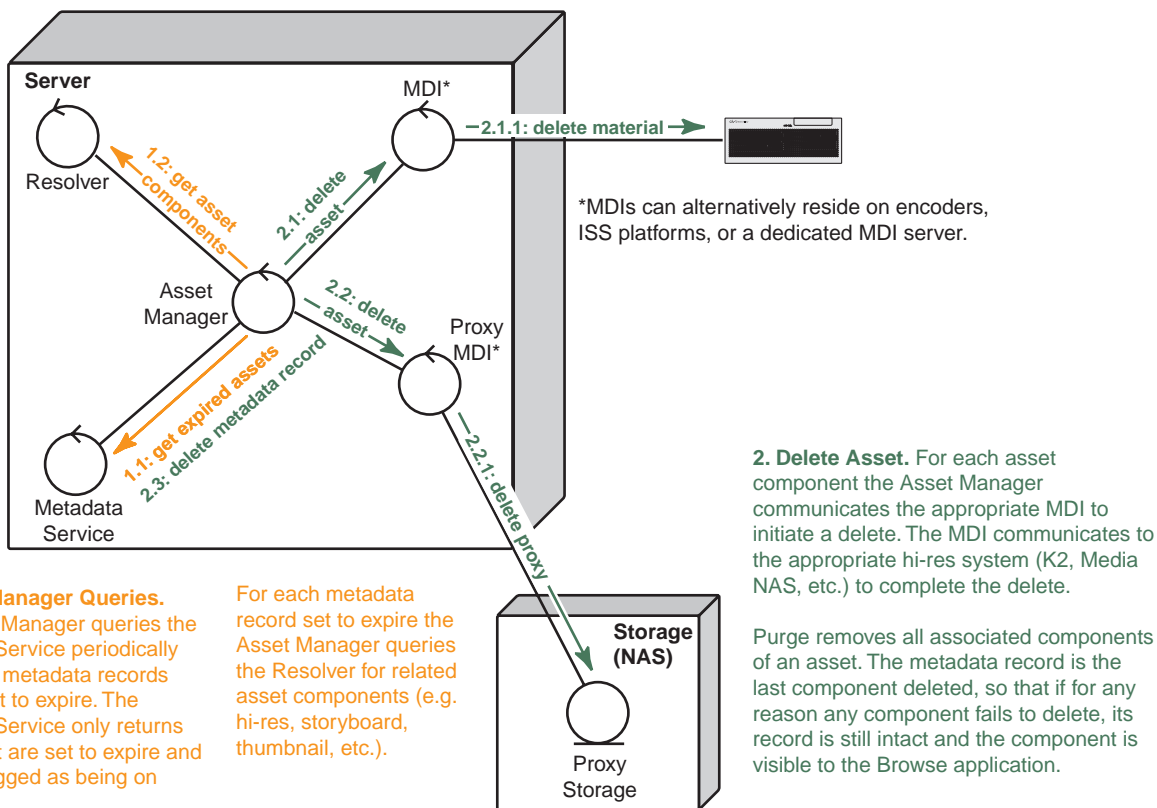 Server
MDI*
2.1.1: delete material
Resolver
1.2: get asset
components
2.1: delete
asset
*MDIs can alternatively reside on encoders,
ISS platforms, or a dedicated MDI server.
Asset
Manager
2.2: delete
asset
Proxy
MDI*
1.1: get expired assets
2.3: delete metadata record
Metadata
Service
2.2.1: delete proxy
Storage
(NAS)
Proxy
Storage
Manager Queries.
Manager queries the
Service periodically
metadata records
t to expire. The
Service only returns
t are set to expire and
gged as being on
For each metadata
record set to expire the
Asset Manager queries
the Resolver for related
asset components (e.g.
hi-res, storyboard,
thumbnail, etc.).
2. Delete Asset. For each asset
component the Asset Manager
communicates the appropriate MDI to
initiate a delete. The MDI communicates to
the appropriate hi-res system (K2, Media
NAS, etc.) to complete the delete.
Purge removes all associated components
of an asset. The metadata record is the
last component deleted, so that if for any
reason any component fails to delete, its
record is still intact and the component is
visible to the Browse application.